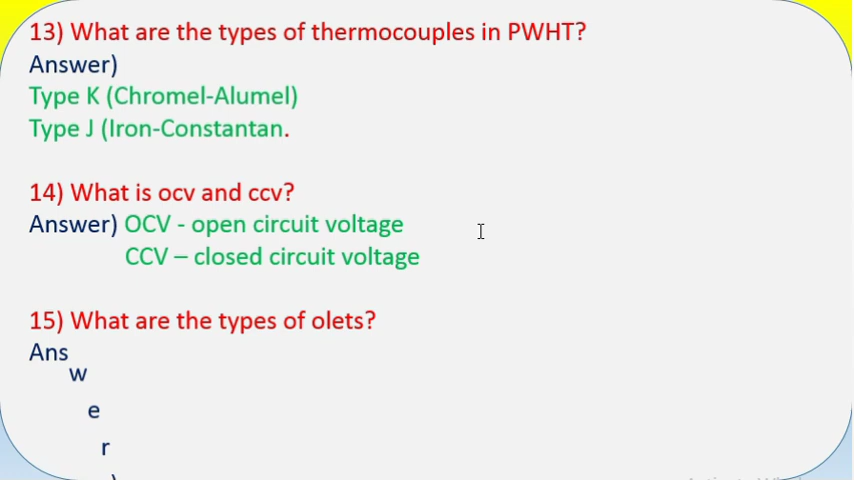 13) What are the types of thermocouples in PWHT?
Answer)
Type K (Chromel-Alumel)
Type J (Iron-Constantan.
14) What is ocv and ccv?
Answer) OCV - open circuit voltage
CCV – closed circuit voltage
15) What are the types of olets?
Ans
w
e
r
)